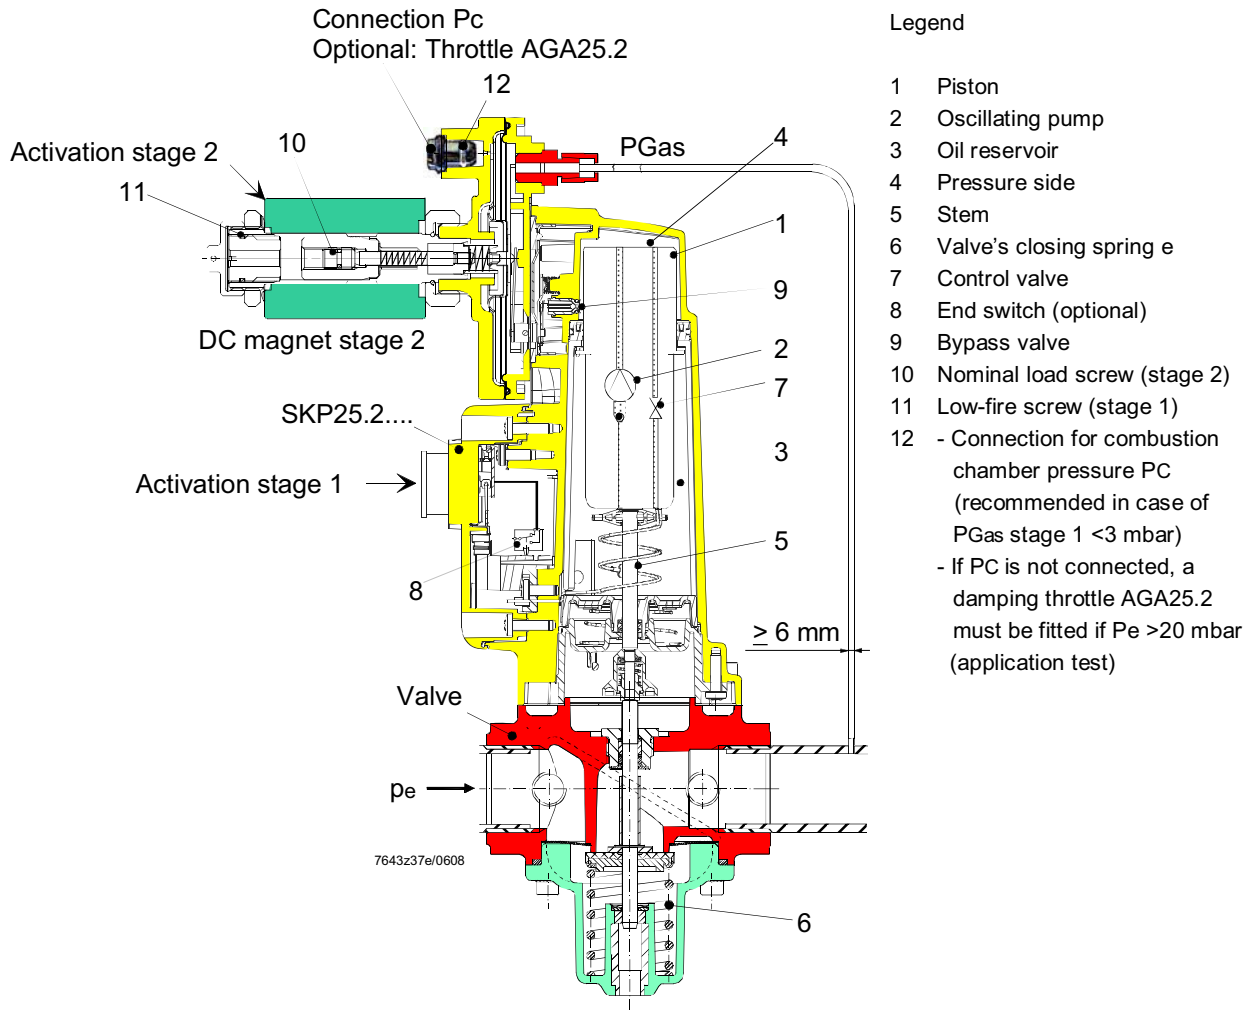 Connection Pc
Optional: Throttle AGA25.2
12
PGas
4
Activation stage 2
10
11
1
9
DC magnet stage 2
2
7
SKP25.2....
3
Activation stage 1
5
8
≥ 6 mm
Valve
pe
7643z37e/0608
6
Legend
1 Piston
2 Oscillating pump
3 Oil reservoir
4 Pressure side
5 Stem
6 Valve's closing spring e
7 Control valve
8 End switch (optional)
9 Bypass valve
10 Nominal load screw (stage 2)
11 Low-fire screw (stage 1)
12 - Connection for combustion
chamber pressure PC
(recommended in case of
PGas stage 1 <3 mbar)
- If PC is not connected, a
damping throttle AGA25.2
must be fitted if Pe >20 mbar
(application test)